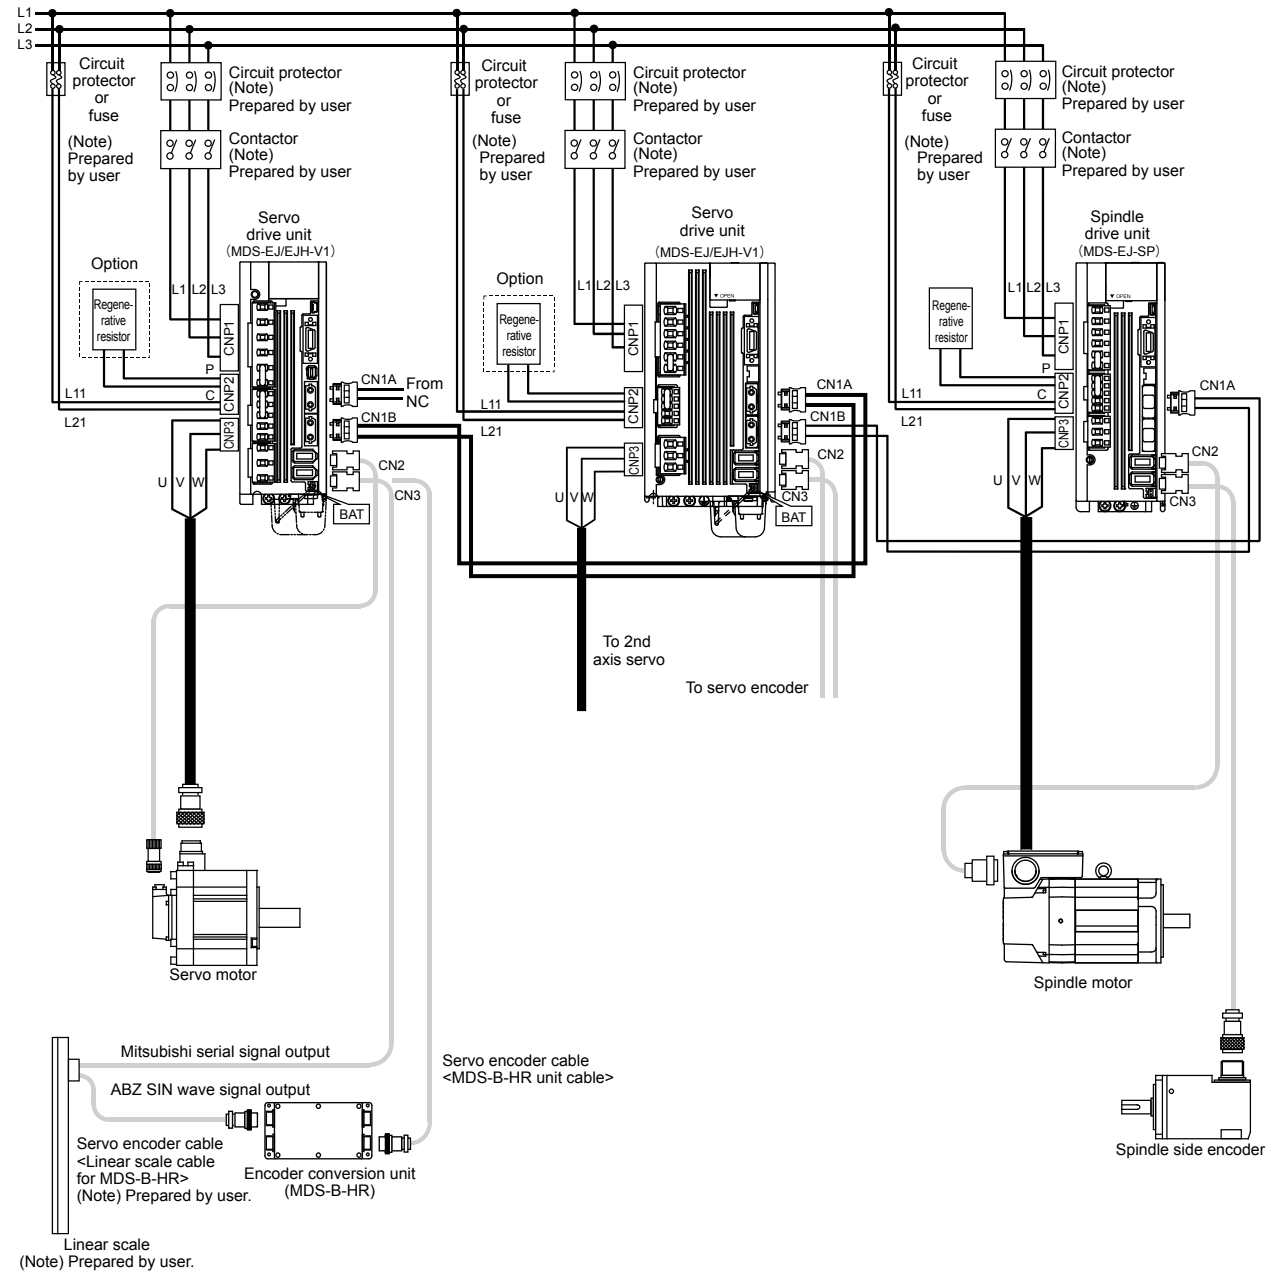 L1
L2
L3
Circuit
protector
or
fuse
(Note)
Prepared
by user
Circuit protector
(Note)
Prepared by user
Contactor
(Note)
Prepared by user
Circuit
protector
or
fuse
(Note)
Prepared
by user
Circuit protector
(Note)
Prepared by user
Contactor
(Note)
Prepared by user
Circuit
protector
or
fuse
(Note)
Prepared
by user
Circuit protector
(Note)
Prepared by user
Contactor
(Note)
Prepared by user
Servo
drive unit
(MDS-EJ/EJH-V1)
Option
Regene-
rative
resistor
L1 L2 L3
CNP1
P
CNP2
C
L11
L21
CNP3
U V W
CN1A
From
NC
CN1B
CN2
CN3
BAT
Servo
drive unit
(MDS-EJ/EJH-V1)
Option
Regene-
rative
resistor
L1 L2 L3
▼ OPEN
CNP1
CNP2
L11
L21
CNP3
U V W
CN1A
CN1B
CN2
CN3
BAT
Spindle
drive unit
(MDS-EJ-SP)
Regene-
rative
resistor
L1 L2 L3
▼ OPEN
CNP1
P
CNP2
C
L11
L21
CNP3
U V W
CN1A
CN2
CN3
To 2nd
axis servo
To servo encoder
Servo motor
Spindle motor
Mitsubishi serial signal output
ABZ SIN wave signal output
Servo encoder cable
<MDS-B-HR unit cable>
Servo encoder cable
<Linear scale cable
for MDS-B-HR>
(Note) Prepared by user.
Encoder conversion unit
(MDS-B-HR)
Spindle side encoder
Linear scale
(Note) Prepared by user.